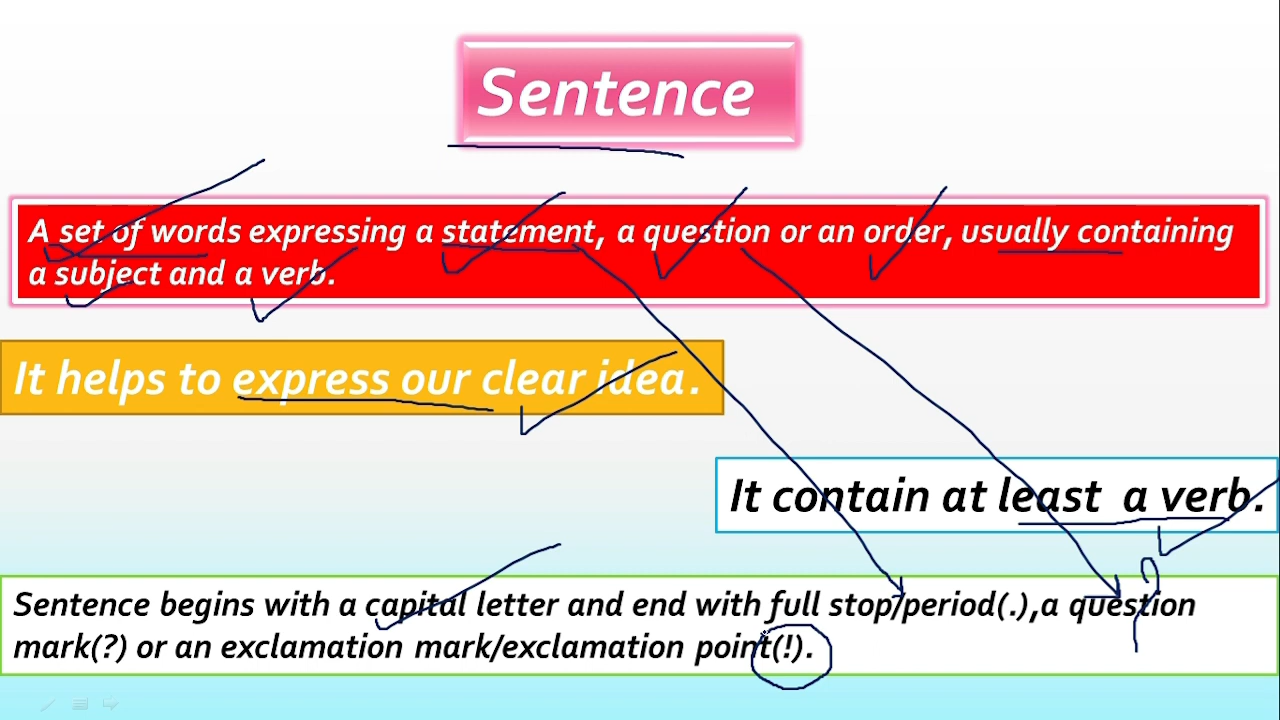 Sentence
A set of words expressing a statement, a question or an order, usually containing
a subject and a verb.
It helps to express our clear idea.
It contain at least a verb.
?
Sentence begins with a capital letter and end with full stop/period(.),a question
mark(?) or an exclamation mark/exclamation point(!).